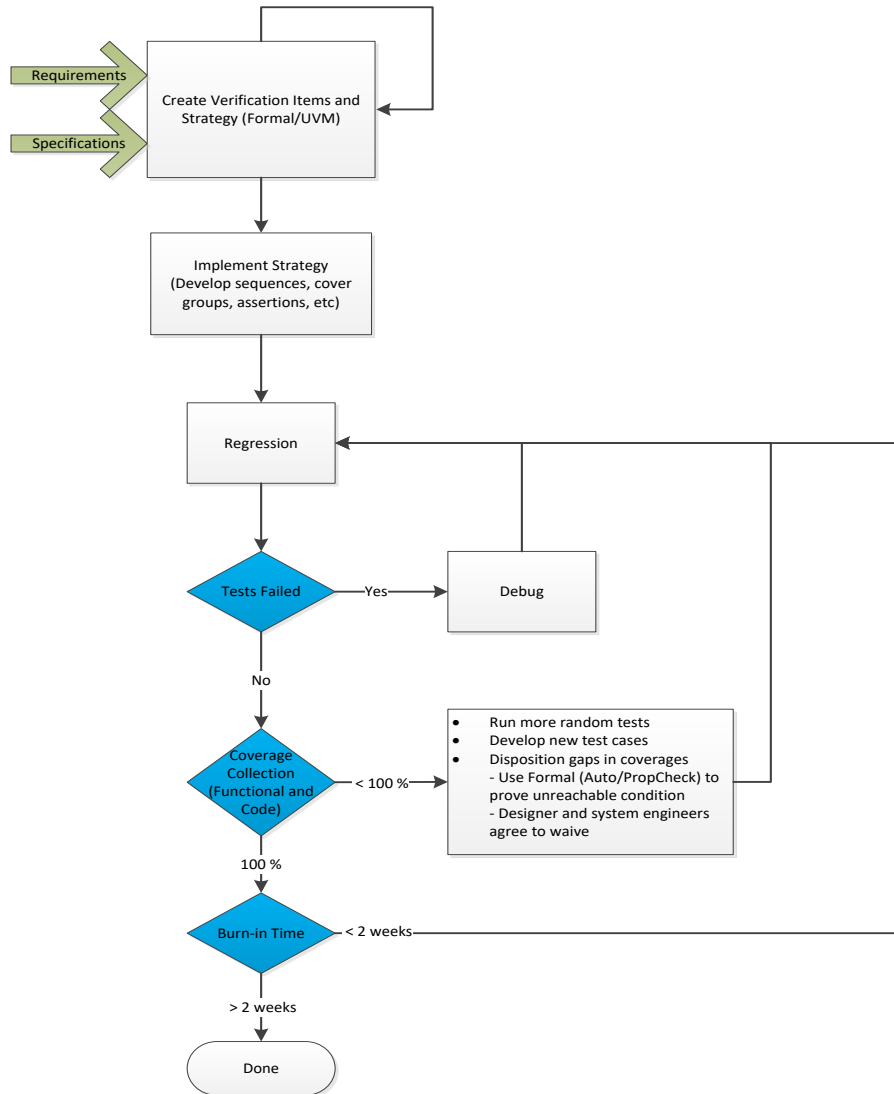 Requirements
Create Verification Items and
Strategy (Formal/UVM)
Specifications
Implement Strategy
(Develop sequences, cover
groups, assertions, etc)
Regression
Tests Failed
Yes
Debug
No
Coverage
Collection
(Functional and
Code)
< 100 %
• Run more random tests
• Develop new test cases
• Disposition gaps in coverages
- Use Formal (Auto/PropCheck) to
prove unreachable condition
- Designer and system engineers
agree to waive
100 %
Burn-in Time
< 2 weeks
> 2 weeks
Done